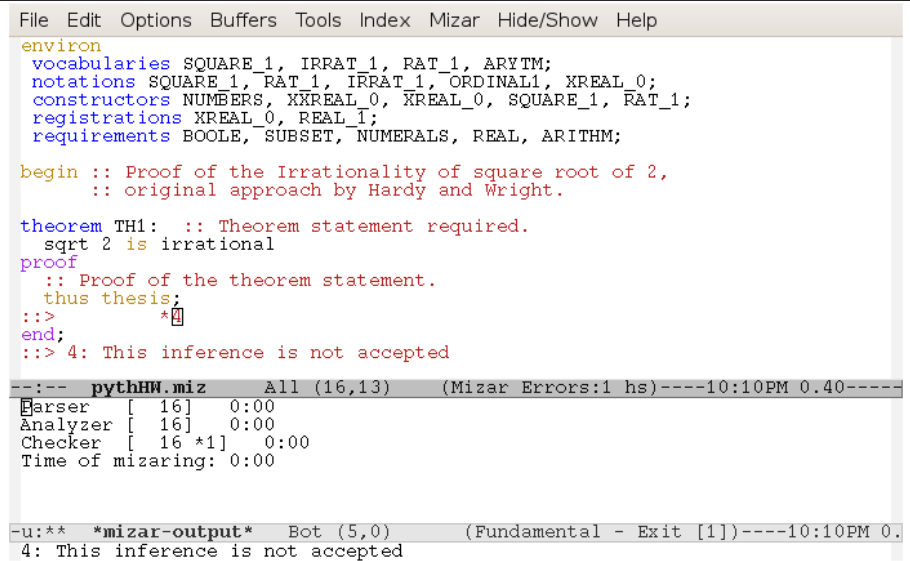 File Edit Options Buffers Tools Index Mizar Hide/Show Help
environ
 vocabularies SQUARE_1, IRRAT_1, RAT_1, ARYTM;
 notations SQUARE_1, RAT_1, IRRAT_1, ORDINAL1, XREAL_0;
 constructors NUMBERS, XXREAL_0, XREAL_0, SQUARE_1, RAT_1;
 registrations XREAL_0, REAL_1;
 requirements BOOLE, SUBSET, NUMERALS, REAL, ARITHM;
begin :: Proof of the Irrationality of square root of 2,
      :: original approach by Hardy and Wright.
theorem TH1:  :: Theorem statement required.
  sqrt 2 is irrational
proof
  :: Proof of the theorem statement.
  thus thesis;
::>         *4
end;
::> 4: This inference is not accepted
--:--  pythHW.miz     All (16,13)    (Mizar Errors:1 hs)----10:10PM 0.40-----
Parser   [  16]   0:00
Analyzer [  16]   0:00
Checker  [  16 *1]   0:00
Time of mizaring: 0:00
-u:**  *mizar-output*   Bot (5,0)      (Fundamental - Exit [1])----10:10PM 0.
4: This inference is not accepted